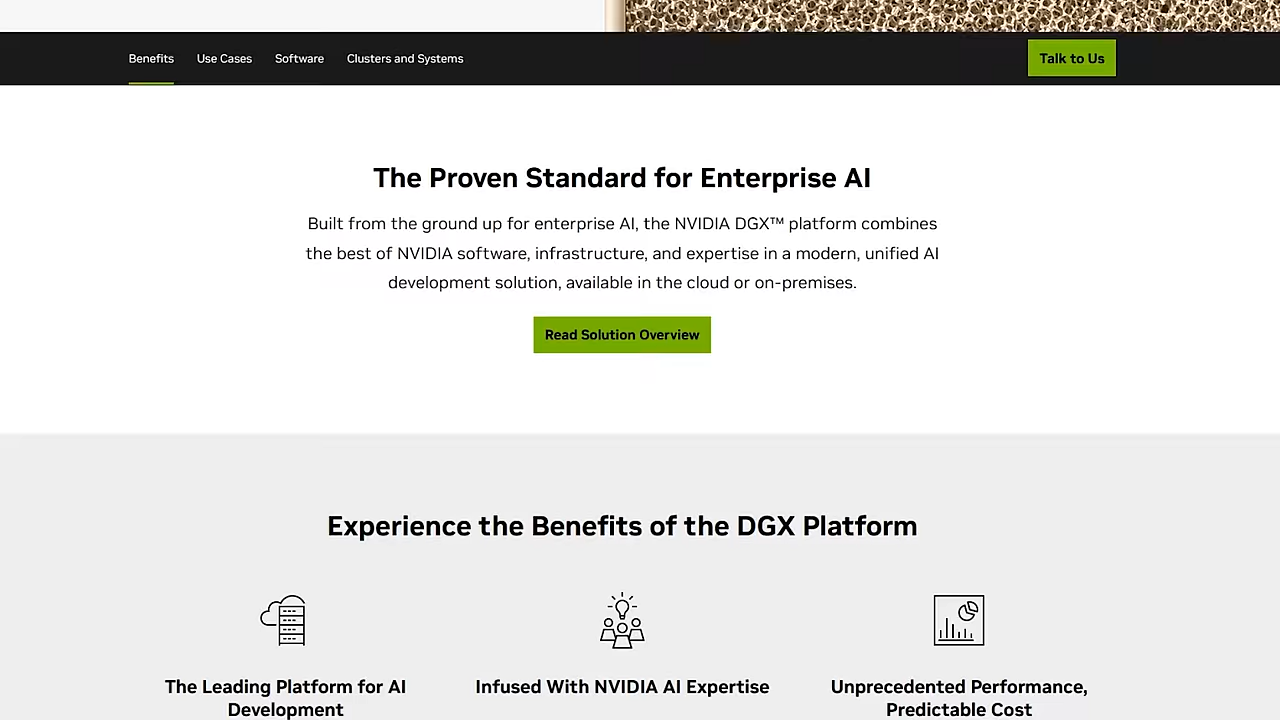 Benefits Use Cases Software Clusters and Systems Talk to Us
The Proven Standard for Enterprise AI
Built from the ground up for enterprise AI, the NVIDIA DGX™ platform combines
the best of NVIDIA software, infrastructure, and expertise in a modern, unified AI
development solution, available in the cloud or on-premises.
Read Solution Overview
Experience the Benefits of the DGX Platform
The Leading Platform for AI
Development
Infused With NVIDIA AI Expertise
Unprecedented Performance,
Predictable Cost